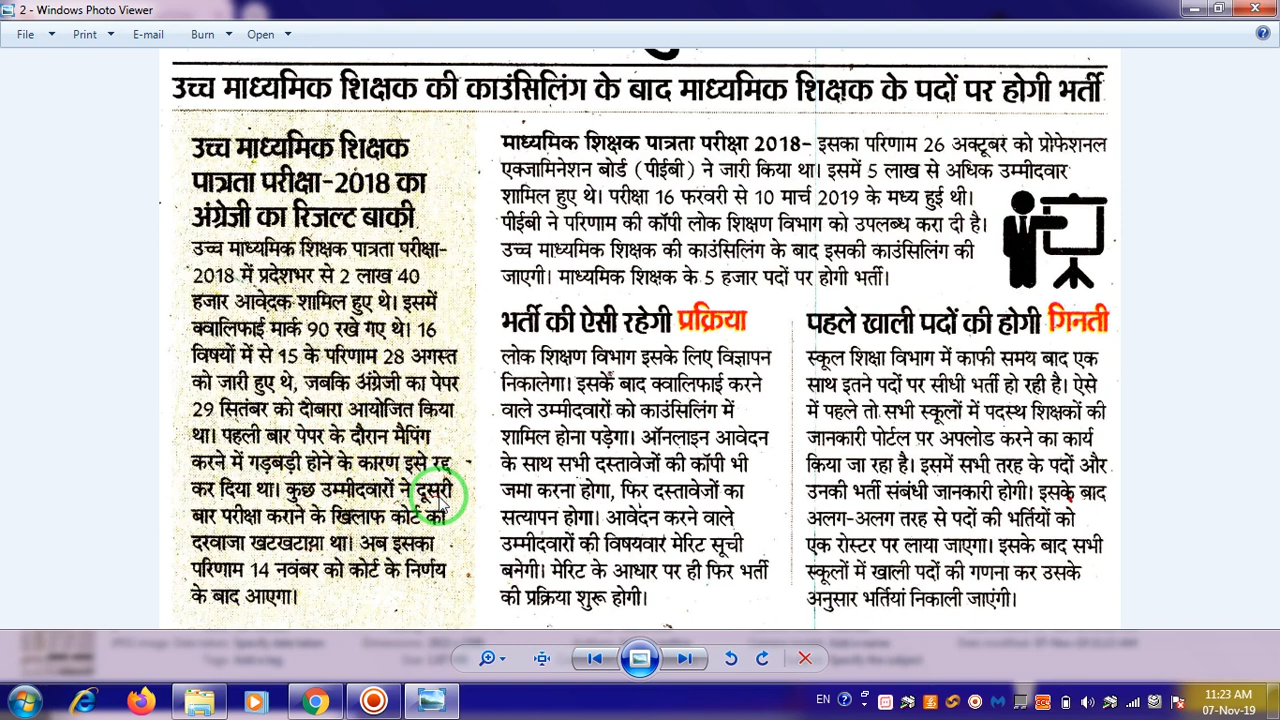 2 - Windows Photo Viewer
File Print E-mail Burn Open
उच्च माध्यमिक शिक्षक की काउंसिलिंग के बाद माध्यमिक शिक्षक के पदों पर होगी भर्ती
उच्च माध्यमिक शिक्षक
पात्रता परीक्षा-2018 का
अंग्रेजी का रिजल्ट बाकी
उच्च माध्यमिक शिक्षक पात्रता परीक्षा-
2018 में प्रदेशभर से 2 लाख 40
हजार आवेदक शामिल हुए थे। इसमें
क्वालिफाई मार्क 90 रखे गए थे। 16
विषयों में से 15 के परिणाम 28 अगस्त
को जारी हुए थे, जबकि अंग्रेजी का पेपर
29 सितंबर को दोबारा आयोजित किया
था। पहली बार पेपर के दौरान मैपिंग
करने में गड़बड़ी होने के कारण इसे रद्द
कर दिया था। कुछ उम्मीदवारों ने दूसरी
बार परीक्षा कराने के खिलाफ कोर्ट का
दरवाजा खटखटाया था। अब इसका
परिणाम 14 नवंबर को कोर्ट के निर्णय
के बाद आएगा।
माध्यमिक शिक्षक पात्रता परीक्षा 2018- इसका परिणाम 26 अक्टूबर को प्रोफेशनल
एक्जामिनेशन बोर्ड (पीईबी) ने जारी किया था। इसमें 5 लाख से अधिक उम्मीदवार
शामिल हुए थे। परीक्षा 16 फरवरी से 10 मार्च 2019 के मध्य हुई थी।
पीईबी ने परिणाम की कॉपी लोक शिक्षण विभाग को उपलब्ध करा दी है।
उच्च माध्यमिक शिक्षक की काउंसिलिंग के बाद इसकी काउंसिलिंग की
जाएगी। माध्यमिक शिक्षक के 5 हजार पदों पर होगी भर्ती।
भर्ती की ऐसी रहेगी प्रक्रिया
लोक शिक्षण विभाग इसके लिए विज्ञापन
निकालेगा। इसके बाद क्वालिफाई करने
वाले उम्मीदवारों को काउंसिलिंग में
शामिल होना पड़ेगा। ऑनलाइन आवेदन
के साथ सभी दस्तावेजों की कॉपी भी
जमा करना होगा, फिर दस्तावेजों का
सत्यापन होगा। आवेदन करने वाले
उम्मीदवारों की विषयवार मेरिट सूची
बनेगी। मेरिट के आधार पर ही फिर भर्ती
की प्रक्रिया शुरू होगी।
पहले खाली पदों की होगी गिनती
स्कूल शिक्षा विभाग में काफी समय बाद एक
साथ इतने पदों पर सीधी भर्ती हो रही है। ऐसे
में पहले तो सभी स्कूलों में पदस्थ शिक्षकों की
जानकारी पोर्टल पर अपलोड करने का कार्य
किया जा रहा है। इसमें सभी तरह के पदों और
उनकी भर्ती संबंधी जानकारी होगी। इसके बाद
अलग-अलग तरह से पदों की भर्तियों को
एक रोस्टर पर लाया जाएगा। इसके बाद सभी
स्कूलों में खाली पदों की गणना कर उसके
अनुसार भर्तियां निकाली जाएंगी।
EN
11:23 AM
07-Nov-19